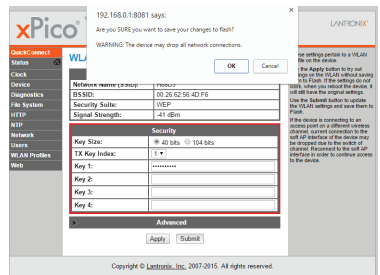 xPico
192.168.0.1:8081 says:
Are you SURE you want to save your changes to flash?
WARNING: The device may drop all network connections.
OK
Cancel
LANTRONIX
QuickConnect
Status
Clock
Device
Diagnostics
File System
HTTP
NTP
Network
Users
WLAN Profiles
Web
Network Name (SSID):
BSSID: 00:26:62:56:4D:F6
Security Suite: WEP
Signal Strength: -41 dBm
Security
Key Size: 40 bits 104 bits
TX Key Index: 1
Key 1: ••••••••••
Key 2:
Key 3:
Key 4:
Advanced
Apply Submit
these settings pertain to a WLAN
profile on the device.
Use the Apply button to try out
settings on the WLAN without saving
them to Flash. If the settings do not
work, when you reboot the device, it
will still have the original settings.
Use the Submit button to update
the WLAN settings and save them to
Flash.
If the device is connecting to an
access point on a different wireless
channel, current connection to the
soft AP interface of the device may
be dropped due to the switch of
channel. Reconnect to the soft AP
interface in order to continue access
to the device.
Copyright © Lantronix, Inc. 2007-2015. All rights reserved.